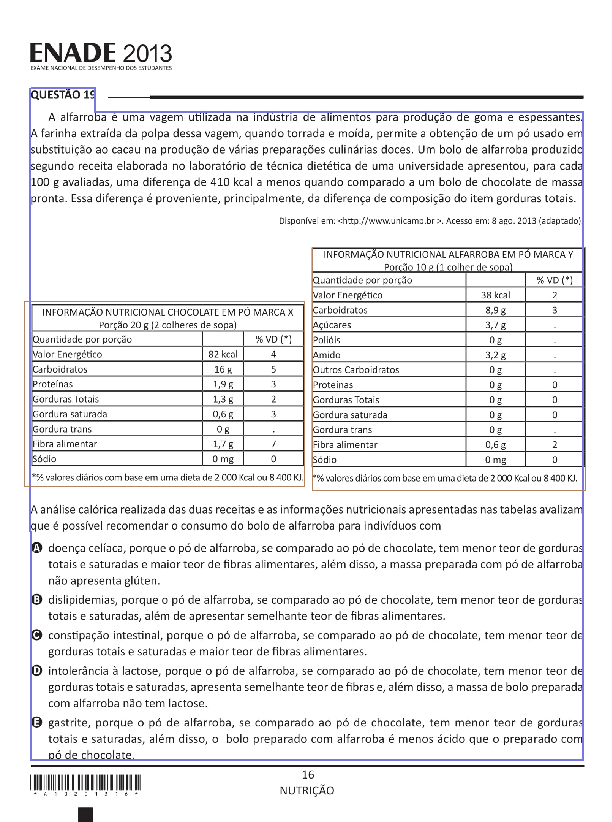 ENADE 2013
EXAME NACIONAL DE DESEMPENHO DOS ESTUDANTES
QUESTÃO 19
A alfarroba é uma vagem utilizada na indústria de alimentos para produção de goma e espessantes.
A farinha extraída da polpa dessa vagem, quando torrada e moída, permite a obtenção de um pó usado em
substituição ao cacau na produção de várias preparações culinárias doces. Um bolo de alfarroba produzido
segundo receita elaborada no laboratório de técnica dietética de uma universidade apresentou, para cada
100 g avaliadas, uma diferença de 410 kcal a menos quando comparado a um bolo de chocolate de massa
pronta. Essa diferença é proveniente, principalmente, da diferença de composição do item gorduras totais.
Disponível em: <http.//www.unicamp.br >. Acesso em: 8 ago. 2013 (adaptado).
INFORMAÇÃO NUTRICIONAL CHOCOLATE EM PÓ MARCA X
Porção 20 g (2 colheres de sopa)
Quantidade por porção % VD (*)
Valor Energético 82 kcal 4
Carboidratos 16 g 5
Proteínas 1,9 g 3
Gorduras Totais 1,3 g 2
Gordura saturada 0,6 g 3
Gordura trans 0 g .
Fibra alimentar 1,7 g 7
Sódio 0 mg 0
*% valores diários com base em uma dieta de 2 000 Kcal ou 8 400 KJ.
INFORMAÇÃO NUTRICIONAL ALFARROBA EM PÓ MARCA Y
Porção 10 g (1 colher de sopa)
Quantidade por porção % VD (*)
Valor Energético 38 kcal 2
Carboidratos 8,9 g 3
Açúcares 3,7 g .
Polióis 0 g .
Amido 3,2 g .
Outros Carboidratos 0 g .
Proteínas 0 g 0
Gorduras Totais 0 g 0
Gordura saturada 0 g 0
Gordura trans 0 g .
Fibra alimentar 0,6 g 2
Sódio 0 mg 0
*% valores diários com base em uma dieta de 2 000 Kcal ou 8 400 KJ.
A análise calórica realizada das duas receitas e as informações nutricionais apresentadas nas tabelas avalizam
que é possível recomendar o consumo do bolo de alfarroba para indivíduos com
A doença celíaca, porque o pó de alfarroba, se comparado ao pó de chocolate, tem menor teor de gorduras
totais e saturadas e maior teor de fibras alimentares, além disso, a massa preparada com pó de alfarroba
não apresenta glúten.
B dislipidemias, porque o pó de alfarroba, se comparado ao pó de chocolate, tem menor teor de gorduras
totais e saturadas, além de apresentar semelhante teor de fibras alimentares.
C constipação intestinal, porque o pó de alfarroba, se comparado ao pó de chocolate, tem menor teor de
gorduras totais e saturadas e maior teor de fibras alimentares.
D intolerância à lactose, porque o pó de alfarroba, se comparado ao pó de chocolate, tem menor teor de
gorduras totais e saturadas, apresenta semelhante teor de fibras e, além disso, a massa de bolo preparada
com alfarroba não tem lactose.
E gastrite, porque o pó de alfarroba, se comparado ao pó de chocolate, tem menor teor de gorduras
totais e saturadas, além disso, o bolo preparado com alfarroba é menos ácido que o preparado com
pó de chocolate.
16
NUTRIÇÃO